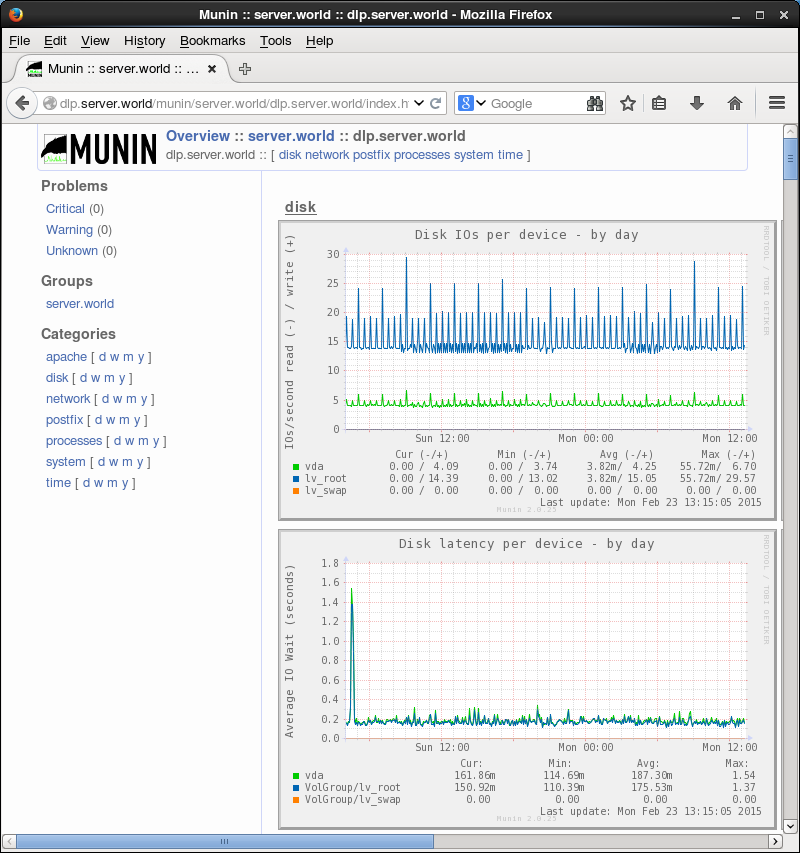 Munin :: server.world :: dlp.server.world - Mozilla Firefox
File Edit View History Bookmarks Tools Help
Munin :: server.world :: ...
dlp.server.world/munin/server.world/dlp.server.world/index.h
8 Google
MUNIN
Overview :: server.world :: dlp.server.world
dlp.server.world :: [ disk network postfix processes system time ]
Problems
Critical (0)
Warning (0)
Unknown (0)
Groups
server.world
Categories
apache [ d w m y ]
disk [ d w m y ]
network [ d w m y ]
postfix [ d w m y ]
processes [ d w m y ]
system [ d w m y ]
time [ d w m y ]
disk
Disk IOs per device - by day
RRDTOOL / TOBI OETIKER
IOs/second read (-) / write (+)
30
25
20
15
10
5
0
Sun 12:00 Mon 00:00 Mon 12:00
Cur (-/+) Min (-/+) Avg (-/+) Max (-/+)
vda 0.00 / 4.09 0.00 / 3.74 3.82m/ 4.25 55.72m/ 6.70
lv_root 0.00 / 14.39 0.00 / 13.02 3.82m/ 15.05 55.72m/ 29.57
lv_swap 0.00 / 0.00 0.00 / 0.00 0.00 / 0.00 0.00 / 0.00
Last update: Mon Feb 23 13:15:05 2015
Munin 2.0.25
Disk latency per device - by day
RRDTOOL / TOBI OETIKER
Average IO Wait (seconds)
1.8
1.6
1.4
1.2
1.0
0.8
0.6
0.4
0.2
0.0
Sun 12:00 Mon 00:00 Mon 12:00
Cur: Min: Avg: Max:
vda 161.86m 114.69m 187.30m 1.54
VolGroup/lv_root 150.92m 110.39m 175.53m 1.37
VolGroup/lv_swap 0.00 0.00 0.00 0.00
Last update: Mon Feb 23 13:15:05 2015
Munin 2.0.25